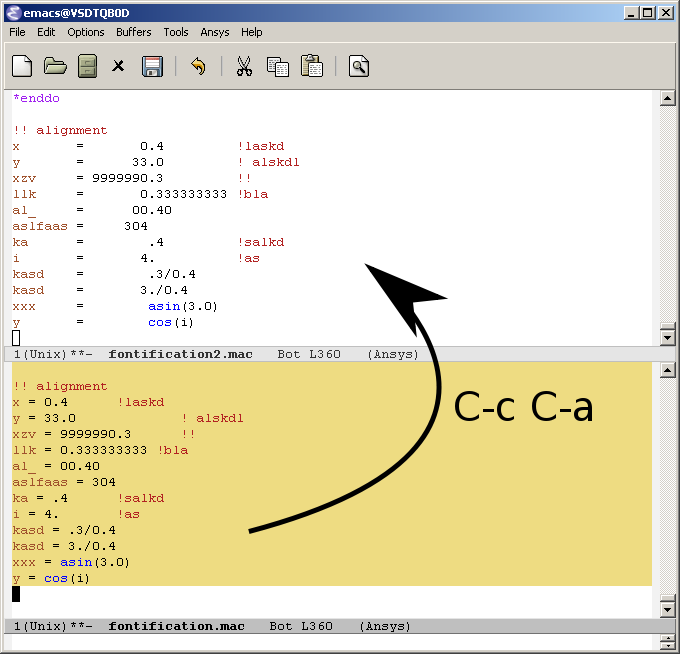 emacs@VSDTQB0D
File Edit Options Buffers Tools Ansys Help
*enddo
!! alignment
x       =       0.4         !laskd
y       =      33.0         ! alskdl
xzv     = 9999990.3         !!
llk     =       0.333333333 !bla
al_     =      00.40
aslfaas =     304
ka      =        .4         !salkd
i       =       4.          !as
kasd    =        .3/0.4
kasd    =       3./0.4
xxx     =        asin(3.0)
y       =        cos(i)
1(Unix)**-  fontification2.mac   Bot L360   (Ansys)
!! alignment
x = 0.4      !laskd
y = 33.0             ! alskdl
xzv = 9999990.3      !!
llk = 0.333333333 !bla
al_ = 00.40
aslfaas = 304
ka = .4      !salkd
i = 4.       !as
kasd = .3/0.4
kasd = 3./0.4
xxx = asin(3.0)
y = cos(i)
C-c C-a
1(Unix)**-  fontification.mac   Bot L360   (Ansys)